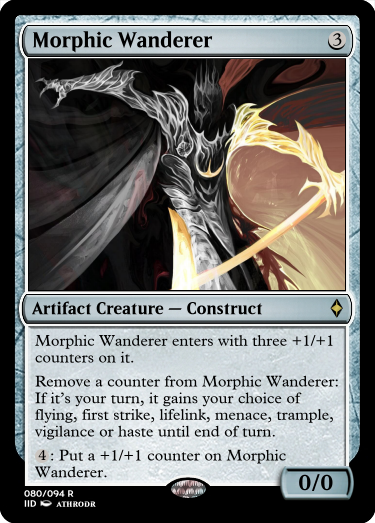 Morphic Wanderer 3
Artifact Creature — Construct
Morphic Wanderer enters with three +1/+1
counters on it.
Remove a counter from Morphic Wanderer:
If it's your turn, it gains your choice of
flying, first strike, lifelink, menace, trample,
vigilance or haste until end of turn.
4 : Put a +1/+1 counter on Morphic
Wanderer.
0/0
080/094 R
IID ATHRODR